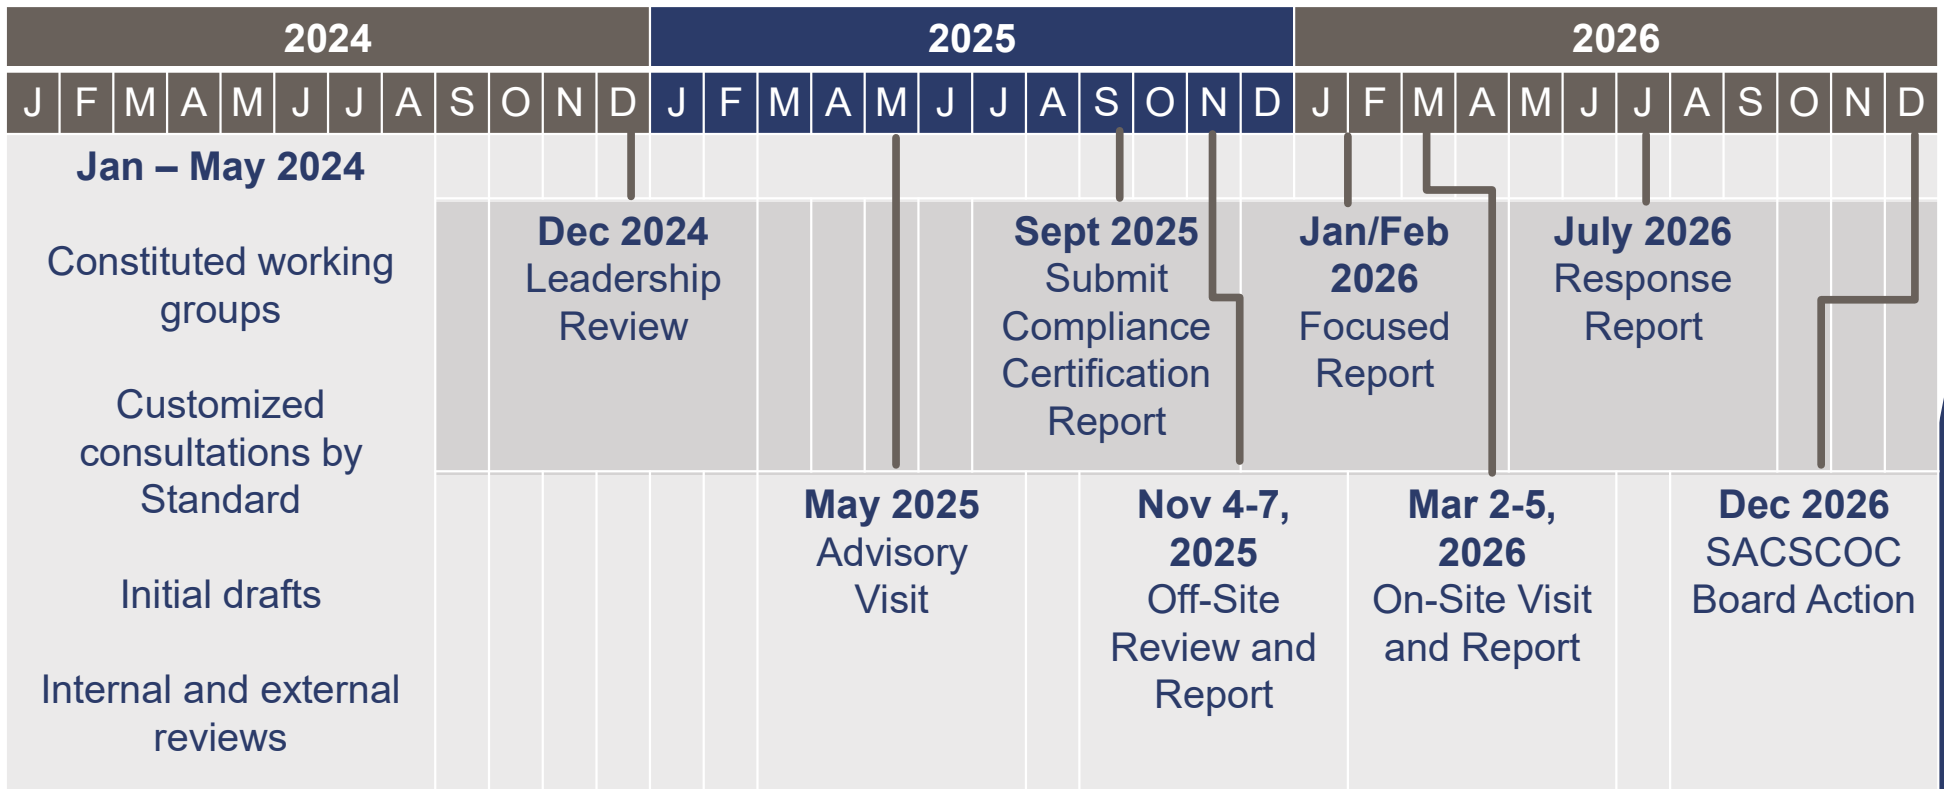 2024
2025
2026
J F M A M J J A S O N D J F M A M J J A S O N D J F M A M J J A S O N D
Jan – May 2024
Constituted working
groups
Customized
consultations by
Standard
Initial drafts
Internal and external
reviews
Dec 2024
Leadership
Review
May 2025
Advisory
Visit
Sept 2025
Submit
Compliance
Certification
Report
Nov 4-7,
2025
Off-Site
Review and
Report
Jan/Feb
2026
Focused
Report
Mar 2-5,
2026
On-Site Visit
and Report
July 2026
Response
Report
Dec 2026
SACSCOC
Board Action